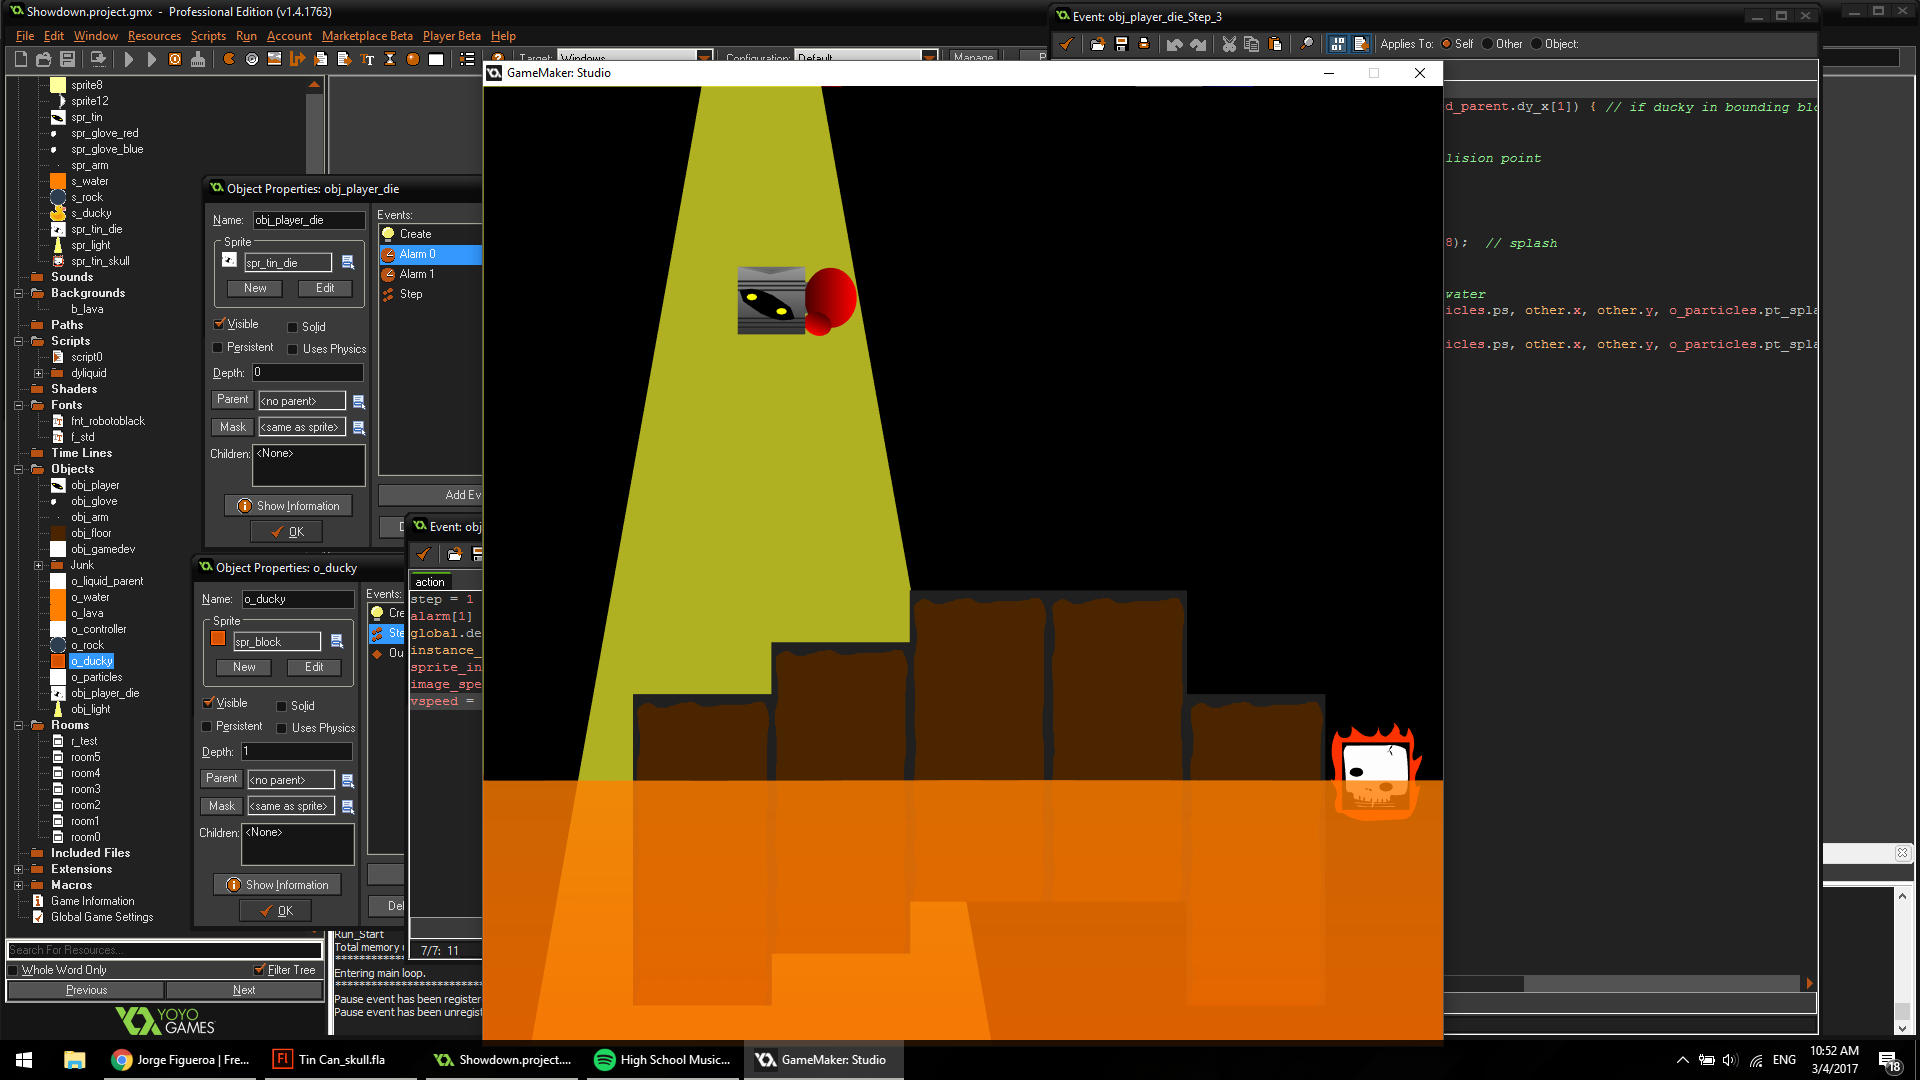 Showdown.project.gmx - Professional Edition (v1.4.1763)
File Edit Window Resources Scripts Run Account Marketplace Beta Player Beta Help
Target: Windows Configuration: Default Manage
sprite8
sprite12
spr_tin
spr_glove_red
spr_glove_blue
spr_arm
s_water
s_rock
s_ducky
spr_tin_die
spr_light
spr_tin_skull
Sounds
Backgrounds
b_lava
Paths
Scripts
script0
dyliquid
Shaders
Fonts
fnt_robotoblack
f_std
Time Lines
Objects
obj_player
obj_glove
obj_arm
obj_floor
obj_gamedev
Junk
o_liquid_parent
o_water
o_lava
o_controller
o_rock
o_ducky
o_particles
obj_player_die
obj_light
Rooms
r_test
room5
room4
room3
room2
room1
room0
Included Files
Extensions
Macros
Game Information
Global Game Settings
Search For Resources...
Whole Word Only Filter Tree
Previous Next
YOYO
GAMES
Object Properties: obj_player_die
Name: obj_player_die
Sprite
spr_tin_die
New Edit
Visible Solid
Persistent Uses Physics
Depth: 0
Parent <no parent>
Mask <same as sprite>
Children: <None>
Show Information
OK
Events:
Create
Alarm 0
Alarm 1
Step
Add Ev
Object Properties: o_ducky
Name: o_ducky
Sprite
spr_block
New Edit
Visible Solid
Persistent Uses Physics
Depth: 1
Parent <no parent>
Mask <same as sprite>
Children: <None>
Show Information
OK
Events:
Cre
Ste
Ou
Del
Event: obj
action
step = 1
alarm[1]
global.de
instance_
sprite_in
image_spe
vspeed =
7/7: 11
Run_Start
Total memory u
Entering main loop.
Pause event has been register
Pause event has been unregist
GameMaker: Studio
Event: obj_player_die_Step_3
Applies To: Self Other Object:
d_parent.dy_x[1]) { // if ducky in bounding blo
lision point
8); // splash
water
icles.ps, other.x, other.y, o_particles.pt_spla
icles.ps, other.x, other.y, o_particles.pt_spla
Jorge Figueroa | Fre...
Tin Can_skull.fla
Showdown.project....
High School Music...
GameMaker: Studio
ENG
10:52 AM
3/4/2017
18